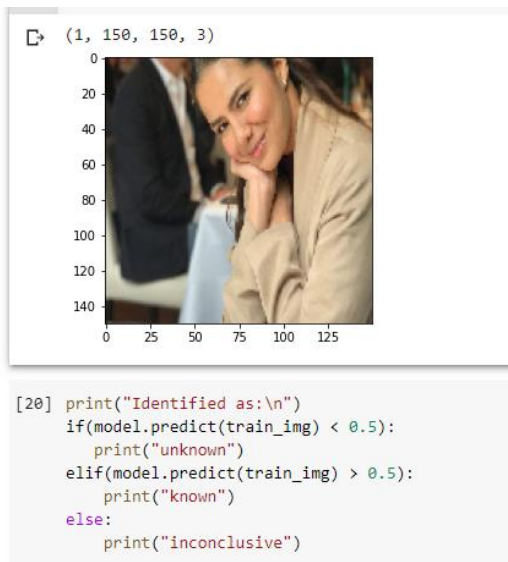 (1, 150, 150, 3)
0
20
40
60
80
100
120
140
0 25 50 75 100 125
[20] print("Identified as:\n")
if(model.predict(train_img) < 0.5):
print("unknown")
elif(model.predict(train_img) > 0.5):
print("known")
else:
print("inconclusive")